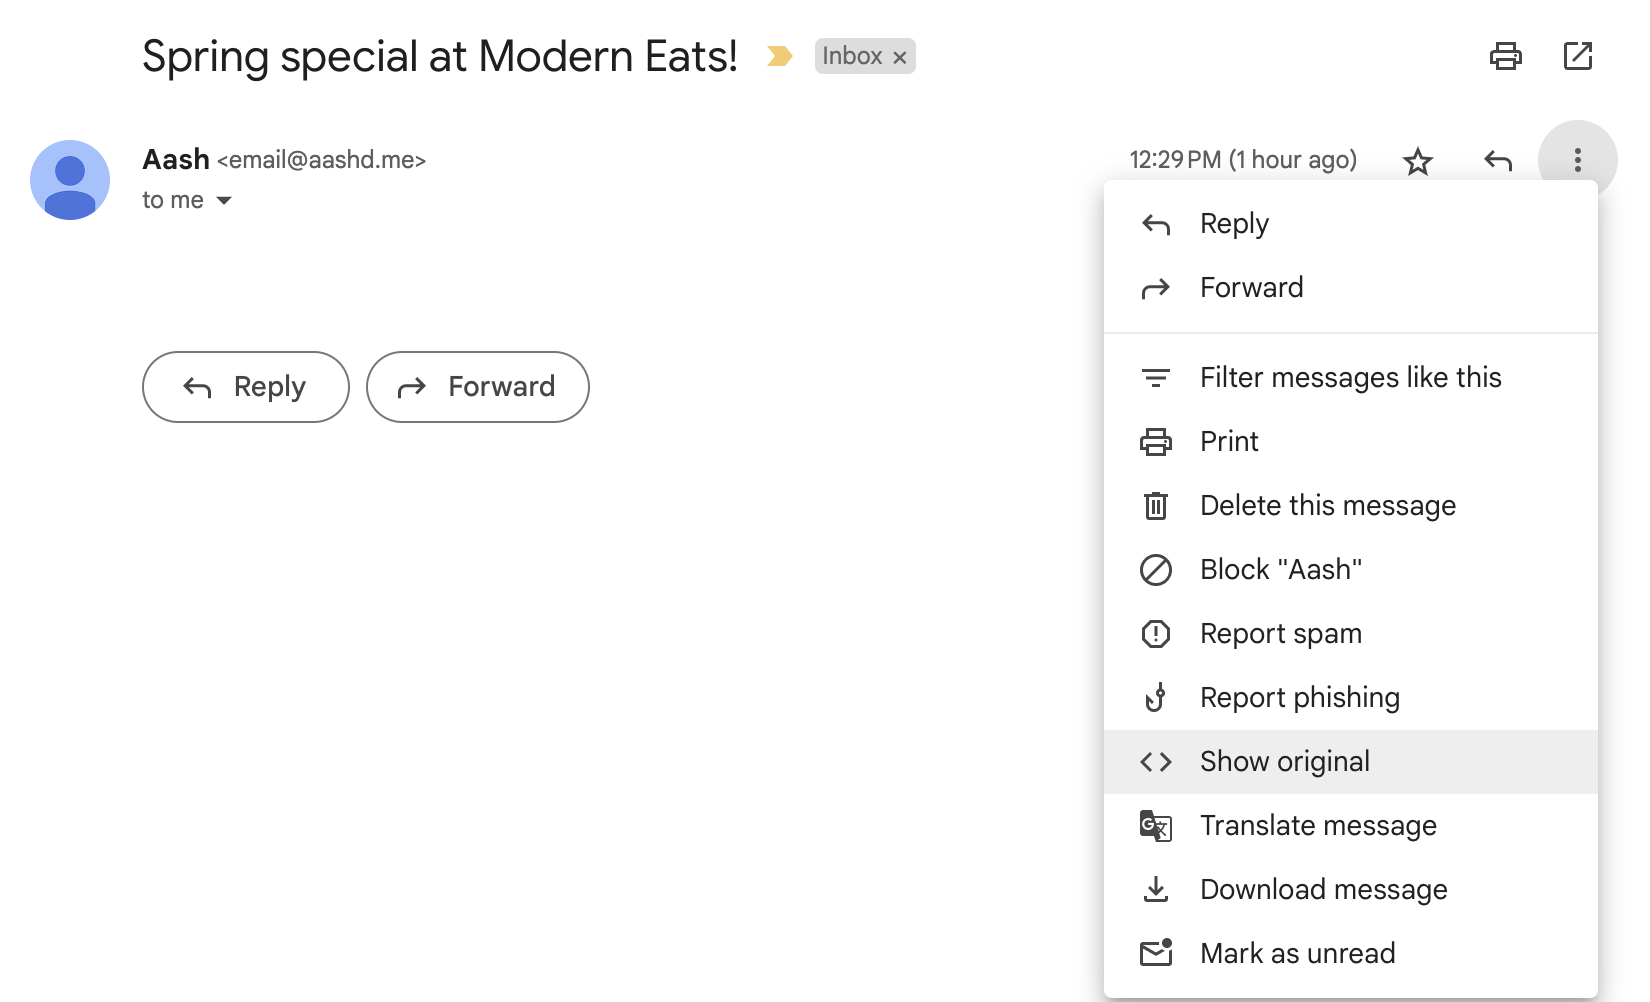 Spring special at Modern Eats! Inbox ×
Aash <email@aashd.me> 12:29 PM (1 hour ago)
to me
Reply Forward
Reply
Forward
Filter messages like this
Print
Delete this message
Block "Aash"
Report spam
Report phishing
Show original
Translate message
Download message
Mark as unread